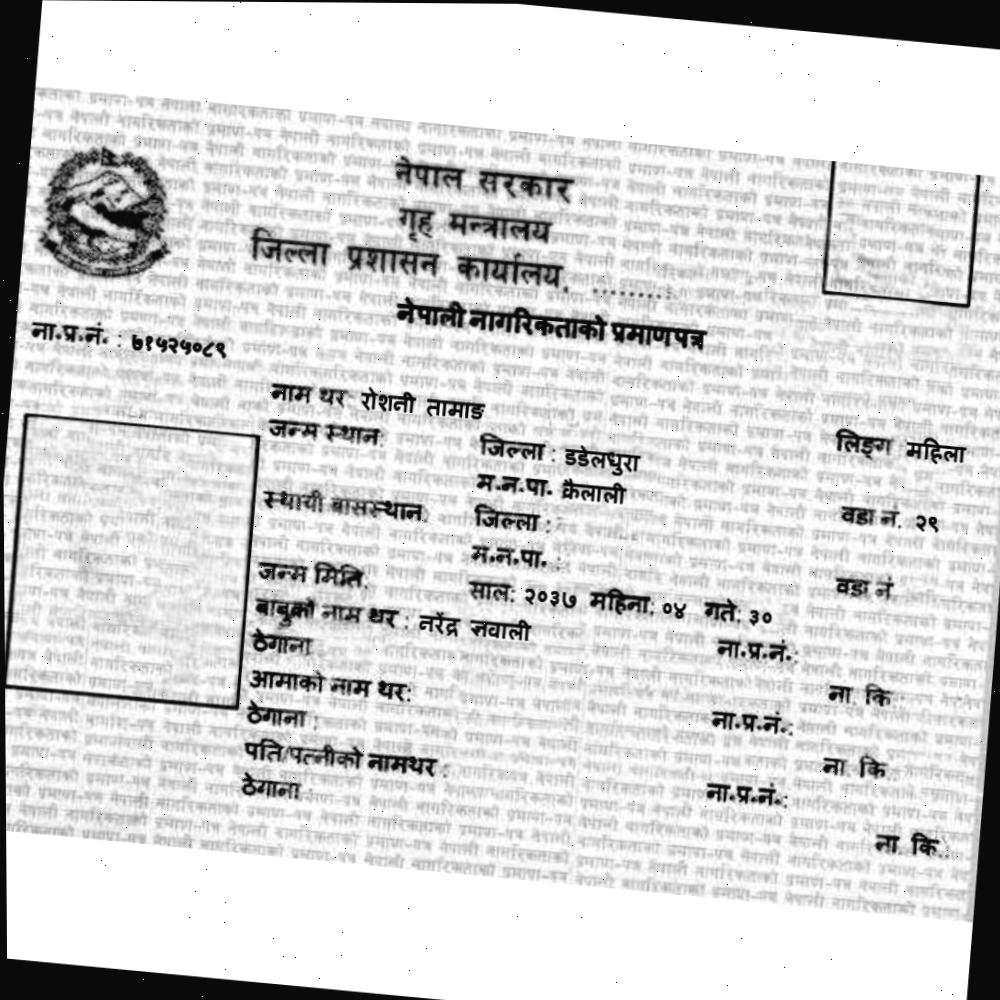 नेपाल सरकार
गृह मन्त्रालय
जिल्ला प्रशासन कार्यालय, ........:
नेपाली नागरिकताको प्रमाणपत्र
ना.प्र.नं. : ७१५२५०८९
नाम थर रोशनी तामाङ
लिङ्ग महिला
जन्म स्थान: जिल्ला : डडेलधुरा
म.न.पा. कैलाली वडा नं. २९
स्थायी बासस्थान: जिल्ला :
म.न.पा. : वडा नं
जन्म मिति: साल: २०३७ महिना: ०४ गते: ३०
बाबुको नाम थर : नरेंद्र ज्ञवाली ना.प्र.नं.:
ठेगाना ना. कि
आमाको नाम थर: ना.प्र.नं.:
ठेगाना : ना. कि
पति/पत्नीको नामथर : ना.प्र.नं.:
ठेगाना : ना. कि.: